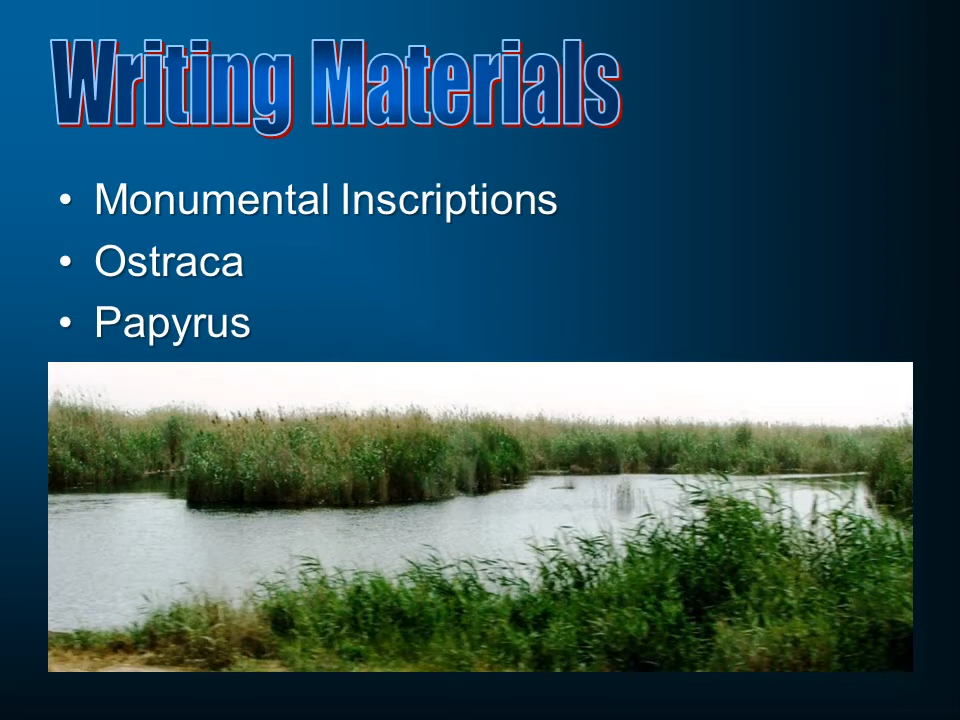 Writing Materials
• Monumental Inscriptions
• Ostraca
• Papyrus